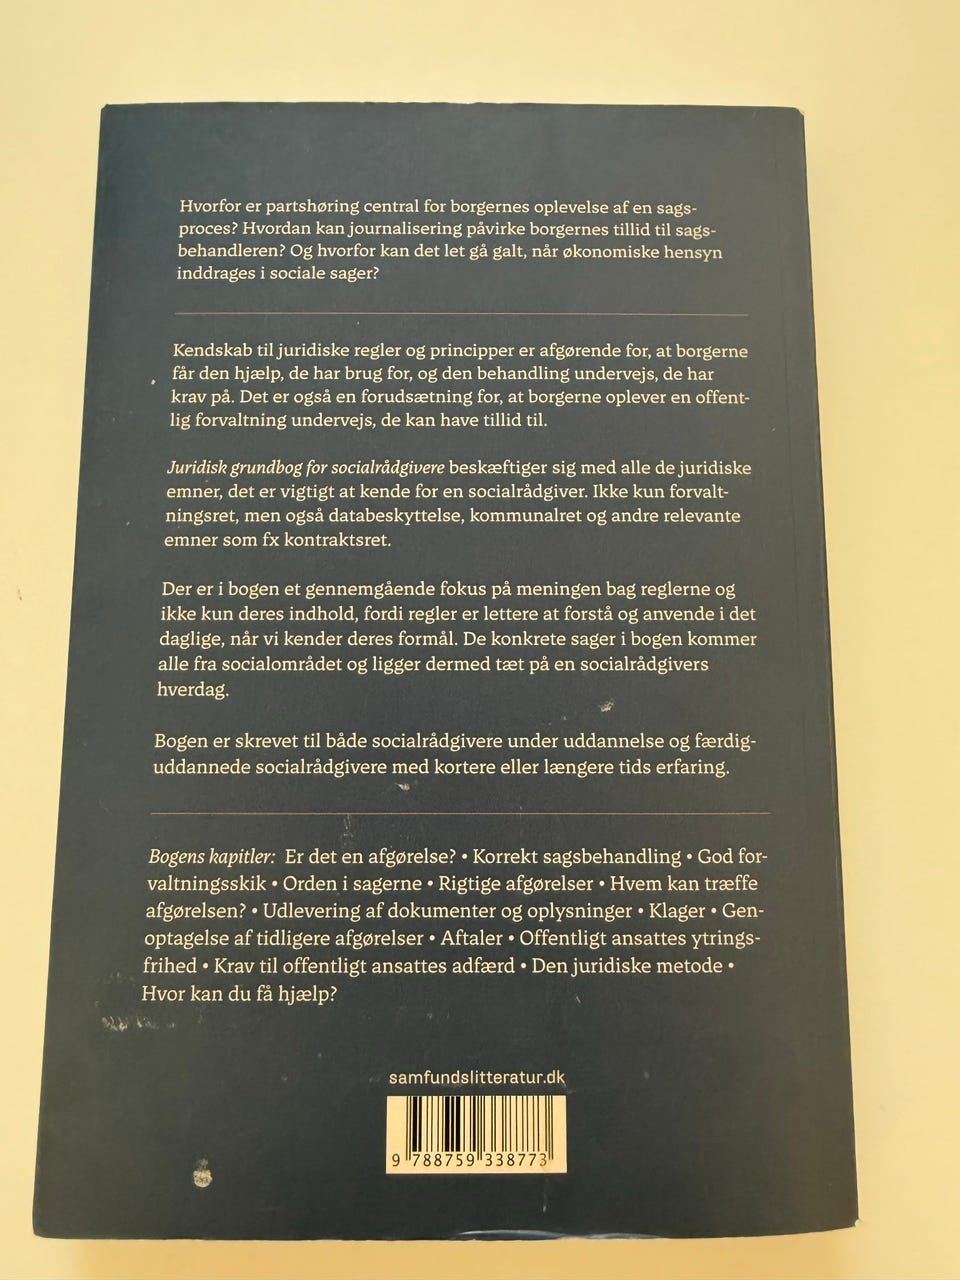 Hvorfor er partshøring central for borgernes oplevelse af en sags-
proces? Hvordan kan journalisering påvirke borgernes tillid til sags-
behandleren? Og hvorfor kan det let gå galt, når økonomiske hensyn
inddrages i sociale sager?
Kendskab til juridiske regler og principper er afgørende for, at borgerne
får den hjælp, de har brug for, og den behandling undervejs, de har
krav på. Det er også en forudsætning for, at borgerne oplever en offent-
lig forvaltning undervejs, de kan have tillid til.
Juridisk grundbog for socialrådgivere beskæftiger sig med alle de juridiske
emner, det er vigtigt at kende for en socialrådgiver. Ikke kun forvalt-
ningsret, men også databeskyttelse, kommunalret og andre relevante
emner som fx kontraktsret.
Der er i bogen et gennemgående fokus på meningen bag reglerne og
ikke kun deres indhold, fordi regler er lettere at forstå og anvende i det
daglige, når vi kender deres formål. De konkrete sager i bogen kommer
alle fra socialområdet og ligger dermed tæt på en socialrådgivers
hverdag.
Bogen er skrevet til både socialrådgivere under uddannelse og færdig-
uddannede socialrådgivere med kortere eller længere tids erfaring.
Bogens kapitler: Er det en afgørelse? • Korrekt sagsbehandling • God for-
valtningsskik • Orden i sagerne • Rigtige afgørelser • Hvem kan træffe
afgørelsen? • Udlevering af dokumenter og oplysninger • Klager • Gen-
optagelse af tidligere afgørelser • Aftaler • Offentligt ansattes ytrings-
frihed • Krav til offentligt ansattes adfærd • Den juridiske metode •
Hvor kan du få hjælp?
samfundslitteratur.dk
9 788759 338773